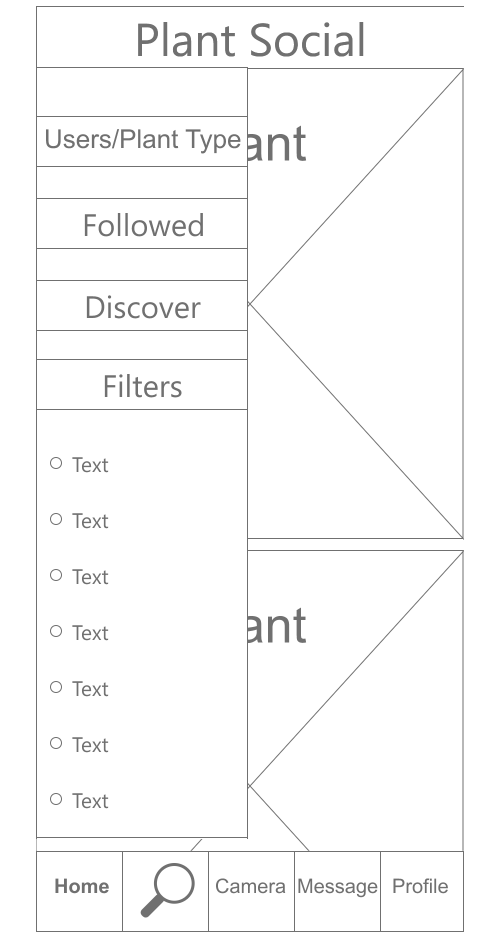 Plant Social
Users/Plant Type
ant
Followed
Discover
Filters
Text
Text
Text
Text
ant
Text
Text
Text
Home
Camera
Message
Profile